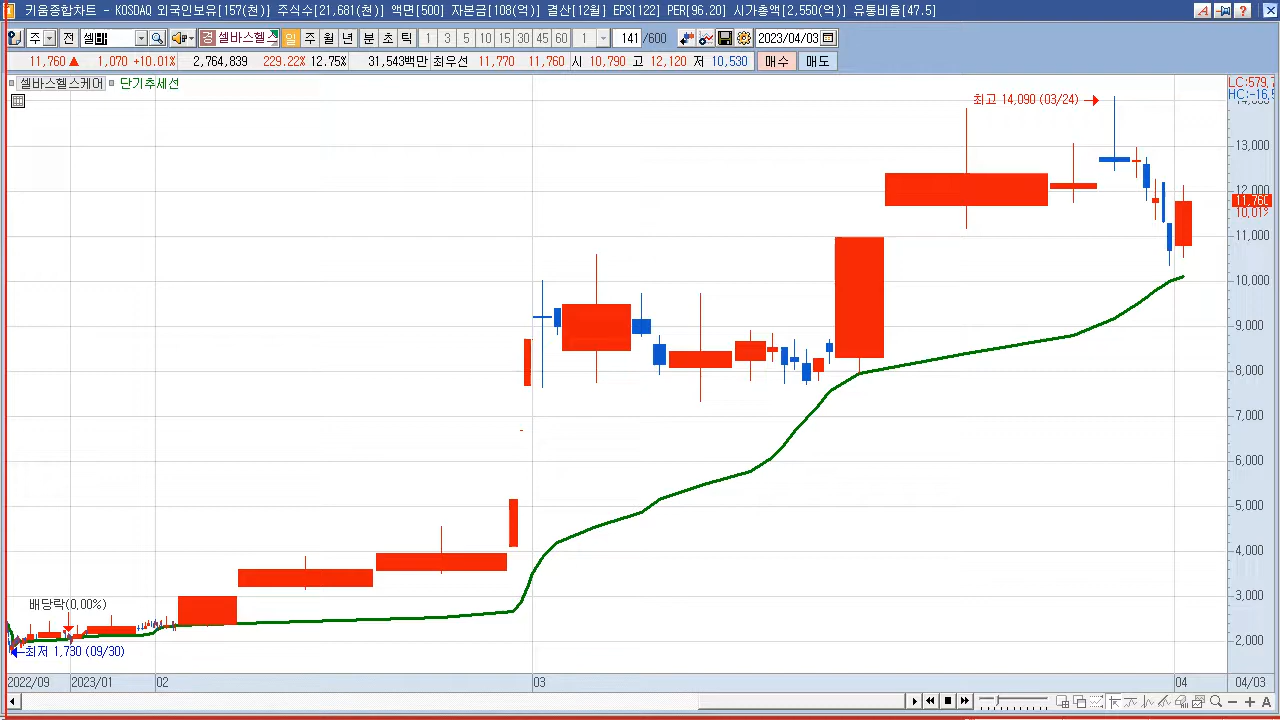 키움종합차트 - KOSDAQ 외국인보유[157(천)] 주식수[21,681(천)] 액면[500] 자본금[108(억)] 결산[12월] EPS[122] PER[96.20] 시가총액[2,550(억)] 유통비율[47.5]
주 전 셀바 결 셀바스헬스 일 주 월 년 분 초 틱 1 3 5 10 15 30 45 60 1 141 /600 2023/04/03
11,760 ▲ 1,070 +10.01% 2,764,839 229.22% 12.75% 31,543백만 최우선 11,770 11,760 시 10,790 고 12,120 저 10,530 매수 매도
셀바스헬스케어 단기추세선
LC:579.7
HC:-16.5
14,000
최고 14,090 (03/24)
13,000
12,000
11,760
10.01%
11,000
10,000
9,000
8,000
7,000
6,000
5,000
4,000
3,000
배당락(0.00%)
2,000
최저 1,730 (09/30)
2022/09 2023/01 02 03 04 04/03